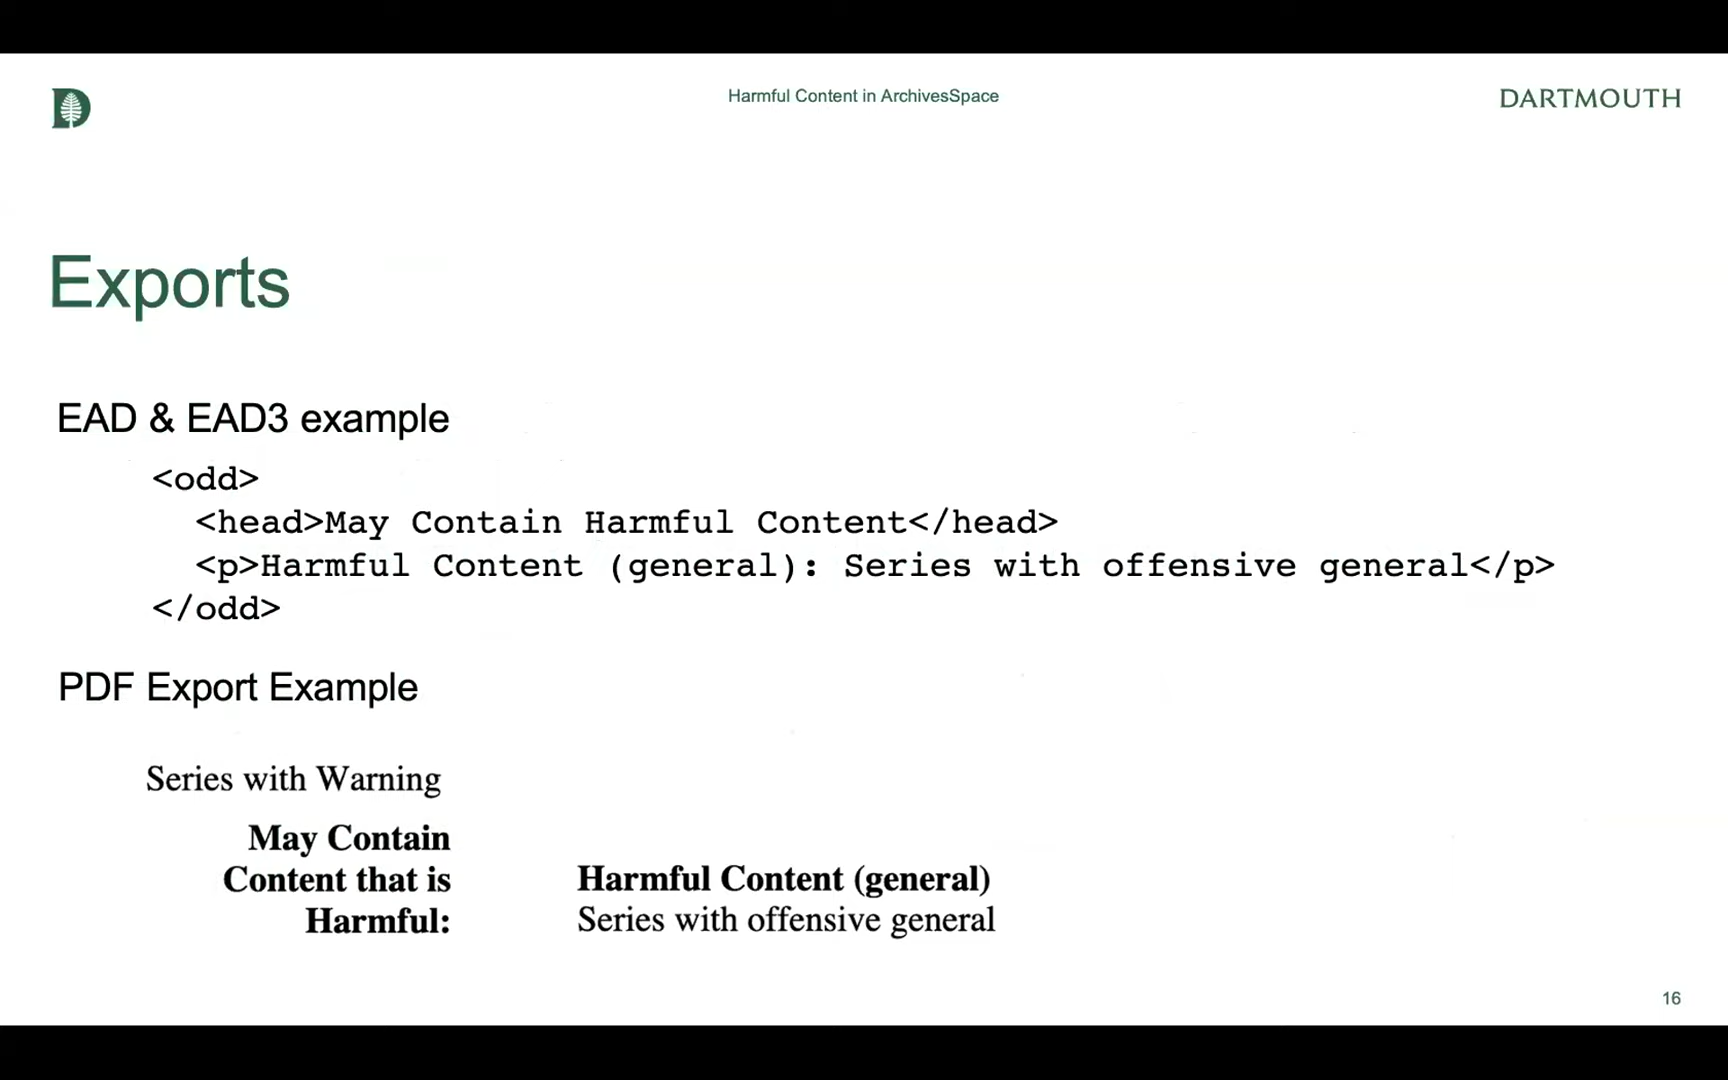 Harmful Content in ArchivesSpace
DARTMOUTH
Exports
EAD & EAD3 example
<odd>
<head>May Contain Harmful Content</head>
<p>Harmful Content (general): Series with offensive general</p>
</odd>
PDF Export Example
Series with Warning
May Contain
Content that is
Harmful:
Harmful Content (general)
Series with offensive general
16